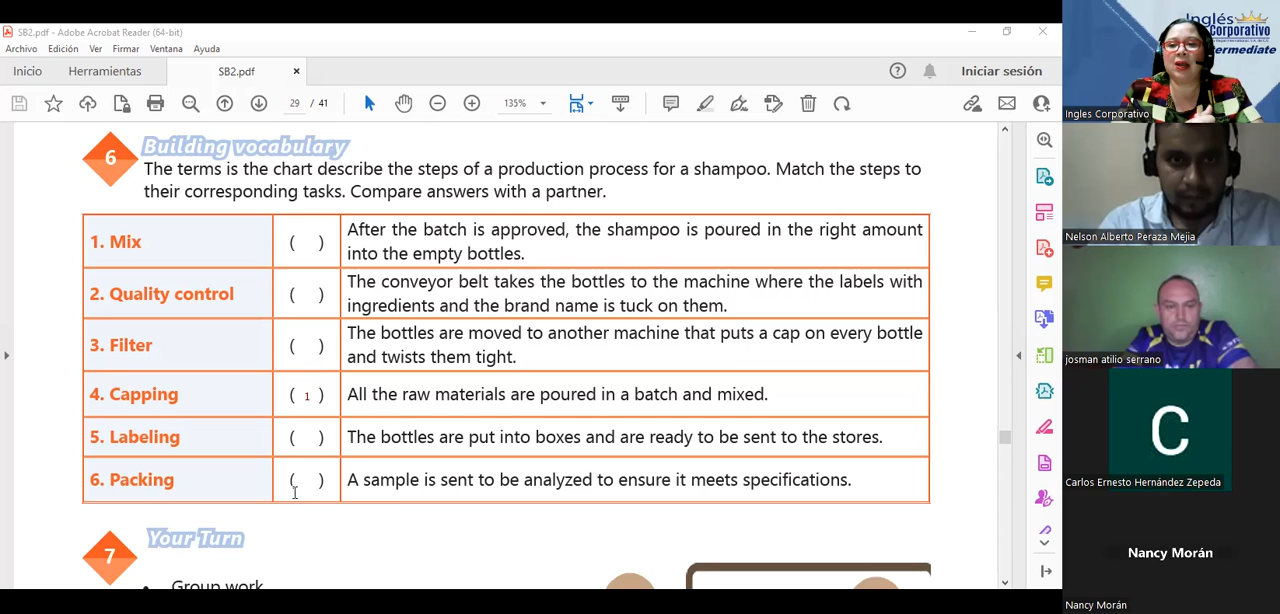 SB2.pdf - Adobe Acrobat Reader (64-bit)
Archivo Edición Ver Firmar Ventana Ayuda
Inicio Herramientas SB2.pdf × Iniciar sesión
29 / 41 135%
6 Building vocabulary
The terms is the chart describe the steps of a production process for a shampoo. Match the steps to
their corresponding tasks. Compare answers with a partner.
1. Mix ( ) After the batch is approved, the shampoo is poured in the right amount
into the empty bottles.
2. Quality control ( ) The conveyor belt takes the bottles to the machine where the labels with
ingredients and the brand name is tuck on them.
3. Filter ( ) The bottles are moved to another machine that puts a cap on every bottle
and twists them tight.
4. Capping ( 1 ) All the raw materials are poured in a batch and mixed.
5. Labeling ( ) The bottles are put into boxes and are ready to be sent to the stores.
6. Packing ( ) A sample is sent to be analyzed to ensure it meets specifications.
7 Your Turn
• Group work
Inglés
Ingles Corporativo
Nelson Alberto Peraza Mejia
josman atilio serrano
C
Carlos Ernesto Hernández Zepeda
Nancy Morán
Nancy Morán